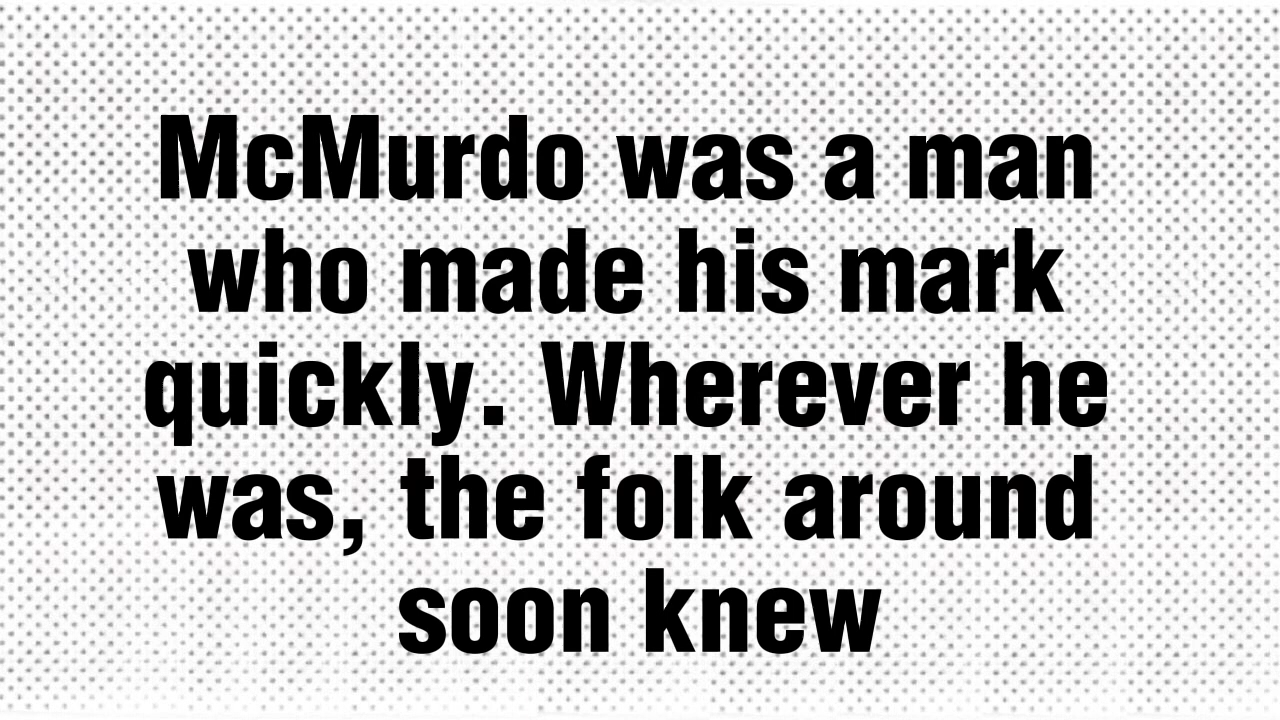 McMurdo was a man
who made his mark
quickly. Wherever he
was, the folk around
soon knew